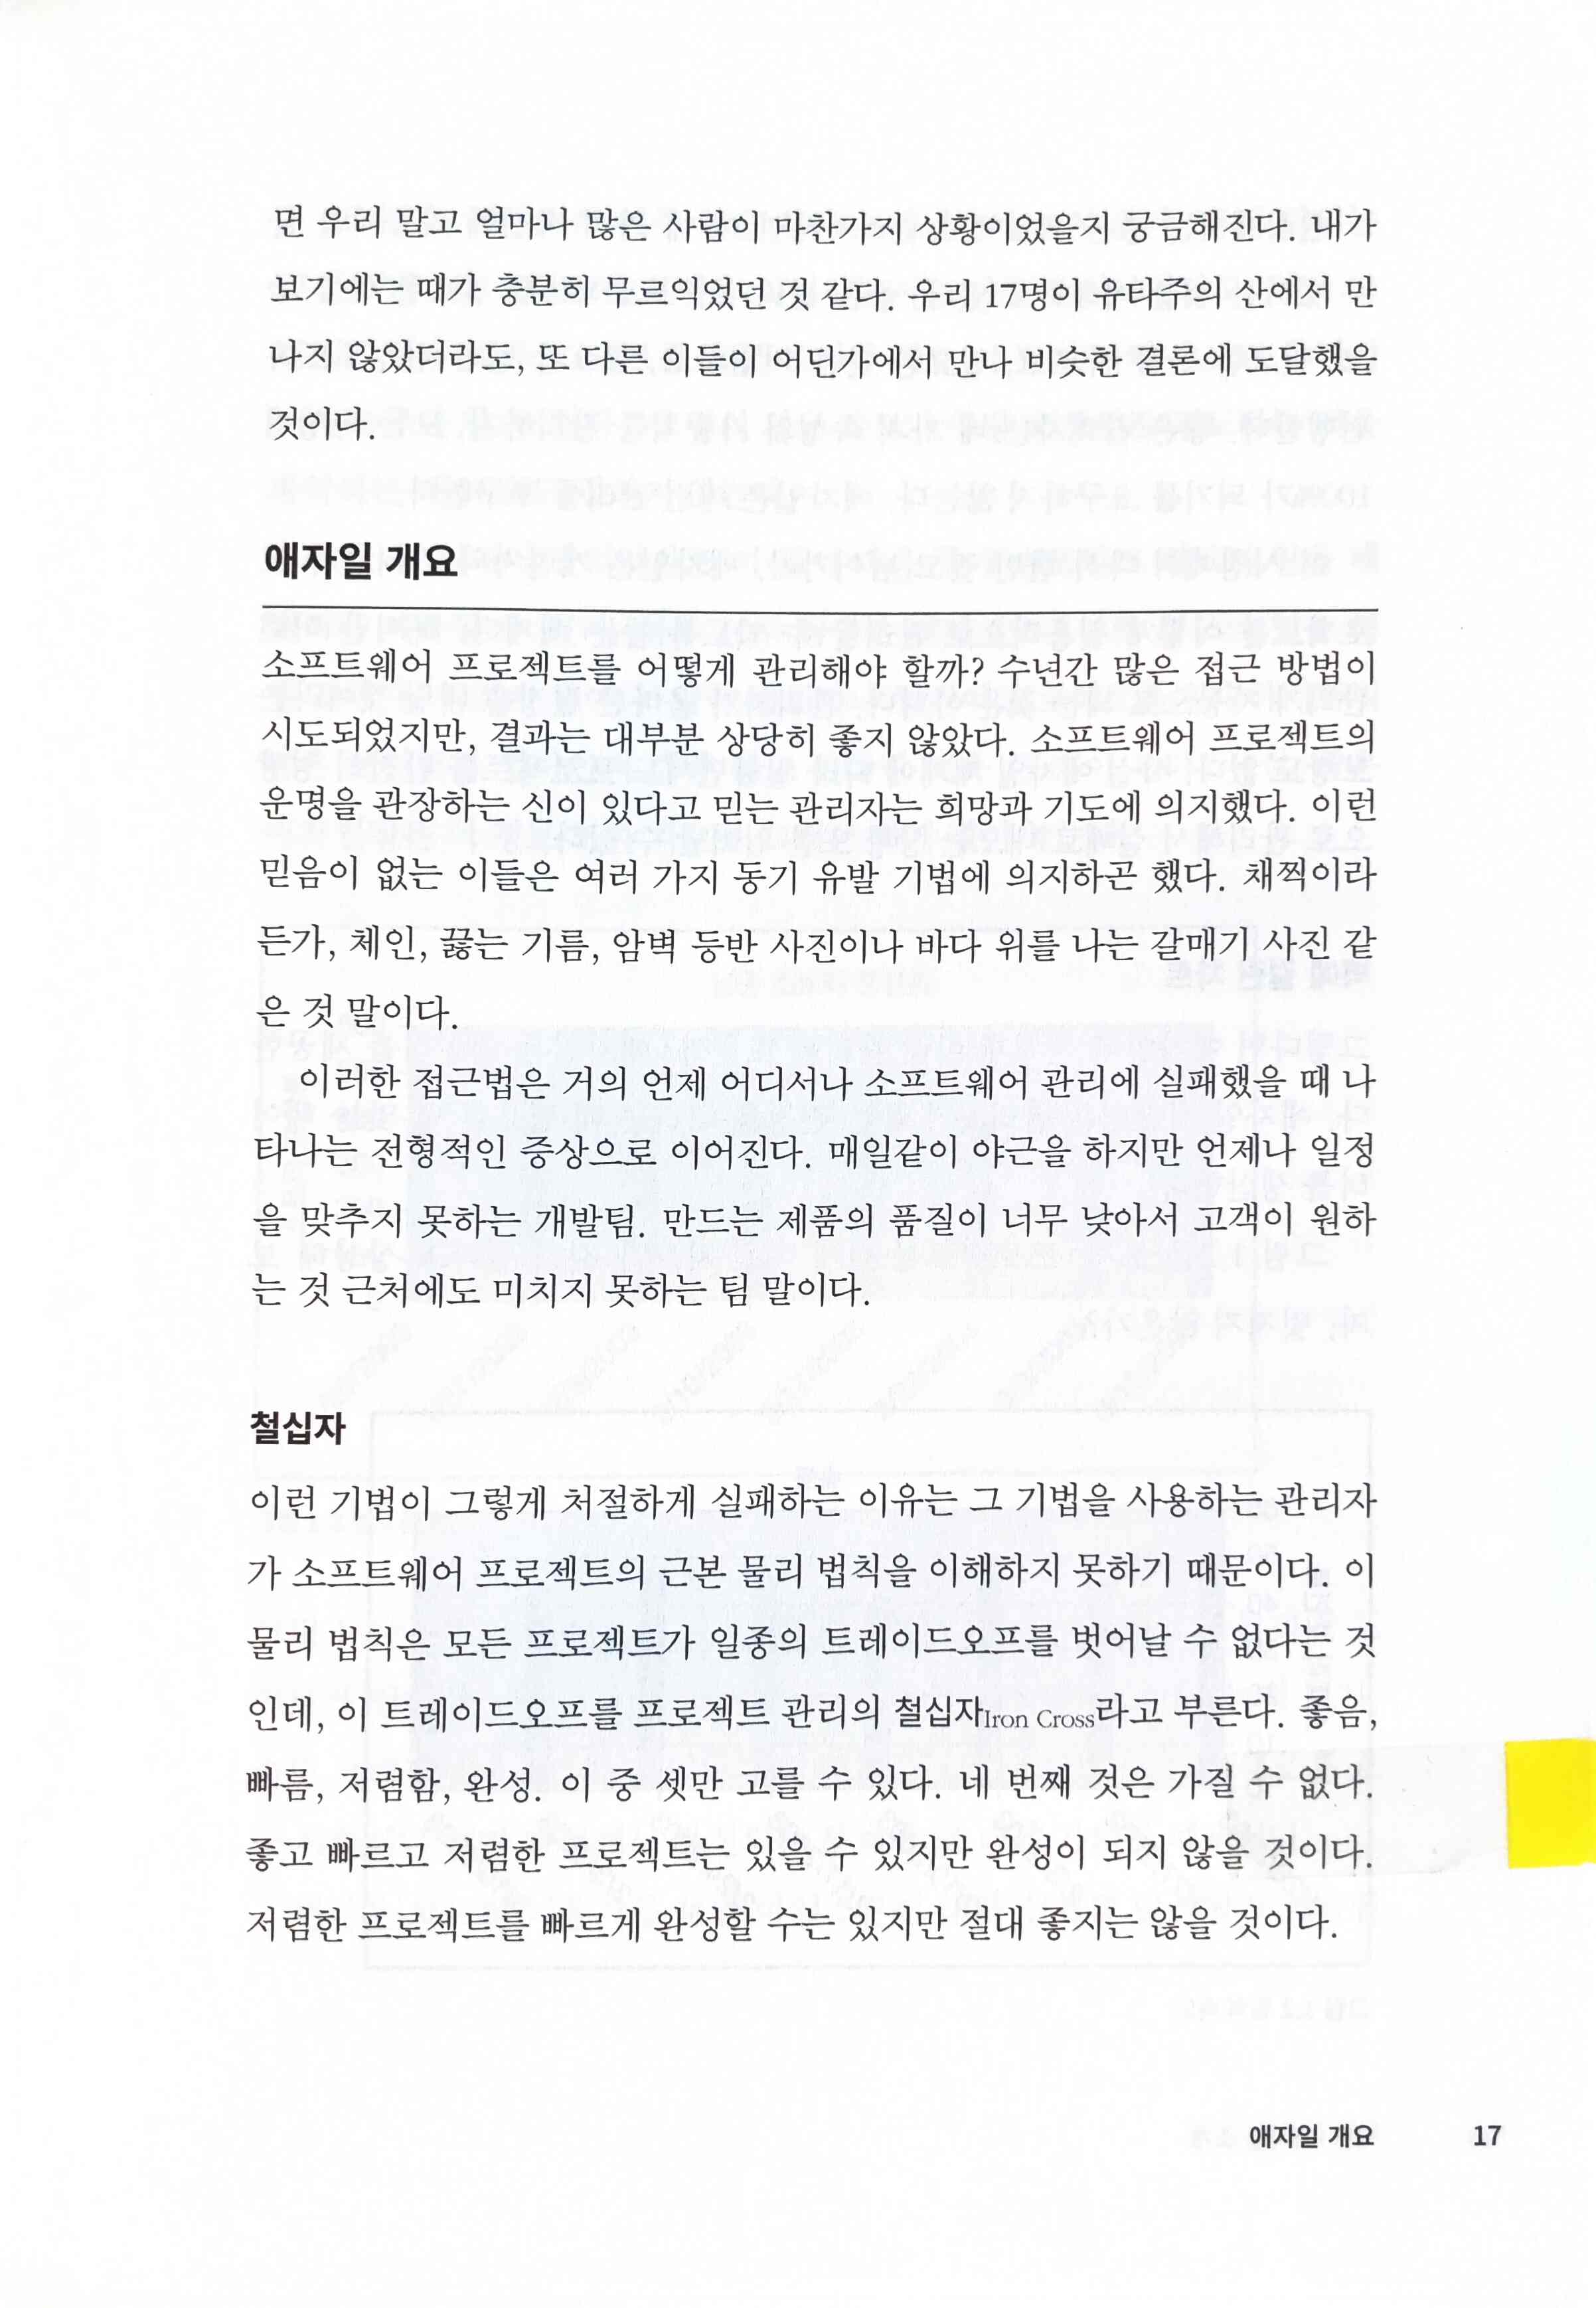 면 우리 말고 얼마나 많은 사람이 마찬가지 상황이었을지 궁금해진다. 내가
보기에는 때가 충분히 무르익었던 것 같다. 우리 17명이 유타주의 산에서 만
나지 않았더라도, 또 다른 이들이 어딘가에서 만나 비슷한 결론에 도달했을
것이다.
애자일 개요
소프트웨어 프로젝트를 어떻게 관리해야 할까? 수년간 많은 접근 방법이
시도되었지만, 결과는 대부분 상당히 좋지 않았다. 소프트웨어 프로젝트의
운명을 관장하는 신이 있다고 믿는 관리자는 희망과 기도에 의지했다. 이런
믿음이 없는 이들은 여러 가지 동기 유발 기법에 의지하곤 했다. 채찍이라
든가, 체인, 끓는 기름, 암벽 등반 사진이나 바다 위를 나는 갈매기 사진 같
은 것 말이다.
이러한 접근법은 거의 언제 어디서나 소프트웨어 관리에 실패했을 때 나
타나는 전형적인 증상으로 이어진다. 매일같이 야근을 하지만 언제나 일정
을 맞추지 못하는 개발팀. 만드는 제품의 품질이 너무 낮아서 고객이 원하
는 것 근처에도 미치지 못하는 팀 말이다.
철십자
이런 기법이 그렇게 처절하게 실패하는 이유는 그 기법을 사용하는 관리자
가 소프트웨어 프로젝트의 근본 물리 법칙을 이해하지 못하기 때문이다. 이
물리 법칙은 모든 프로젝트가 일종의 트레이드오프를 벗어날 수 없다는 것
인데, 이 트레이드오프를 프로젝트 관리의 철십자Iron Cross라고 부른다. 좋음,
빠름, 저렴함, 완성. 이 중 셋만 고를 수 있다. 네 번째 것은 가질 수 없다.
좋고 빠르고 저렴한 프로젝트는 있을 수 있지만 완성이 되지 않을 것이다.
저렴한 프로젝트를 빠르게 완성할 수는 있지만 절대 좋지는 않을 것이다.
애자일 개요 17